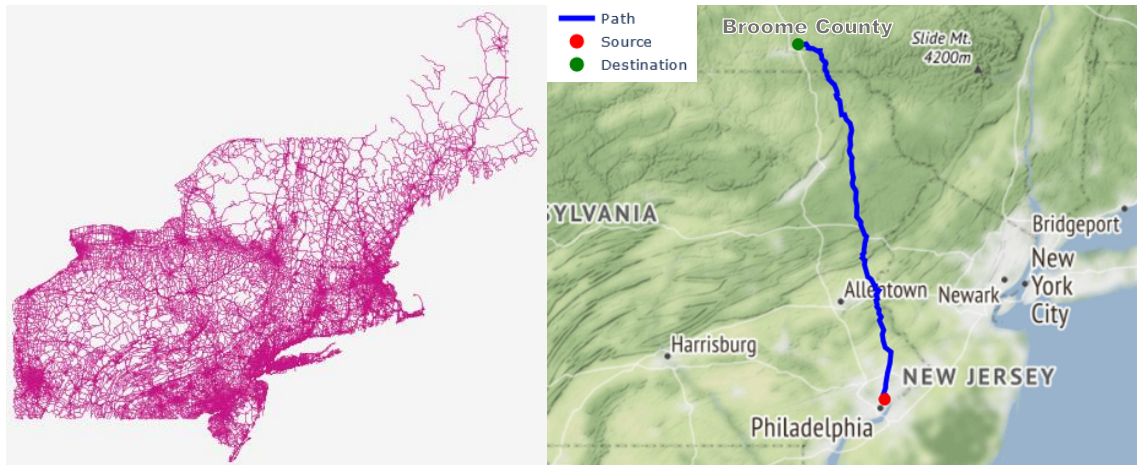 Path
Source
Destination
Broome County
Slide Mt.
4200m
SYLVANIA
Bridgeport
Allentown
Newark
New
York
City
Harrisburg
NEW JERSEY
Philadelphia